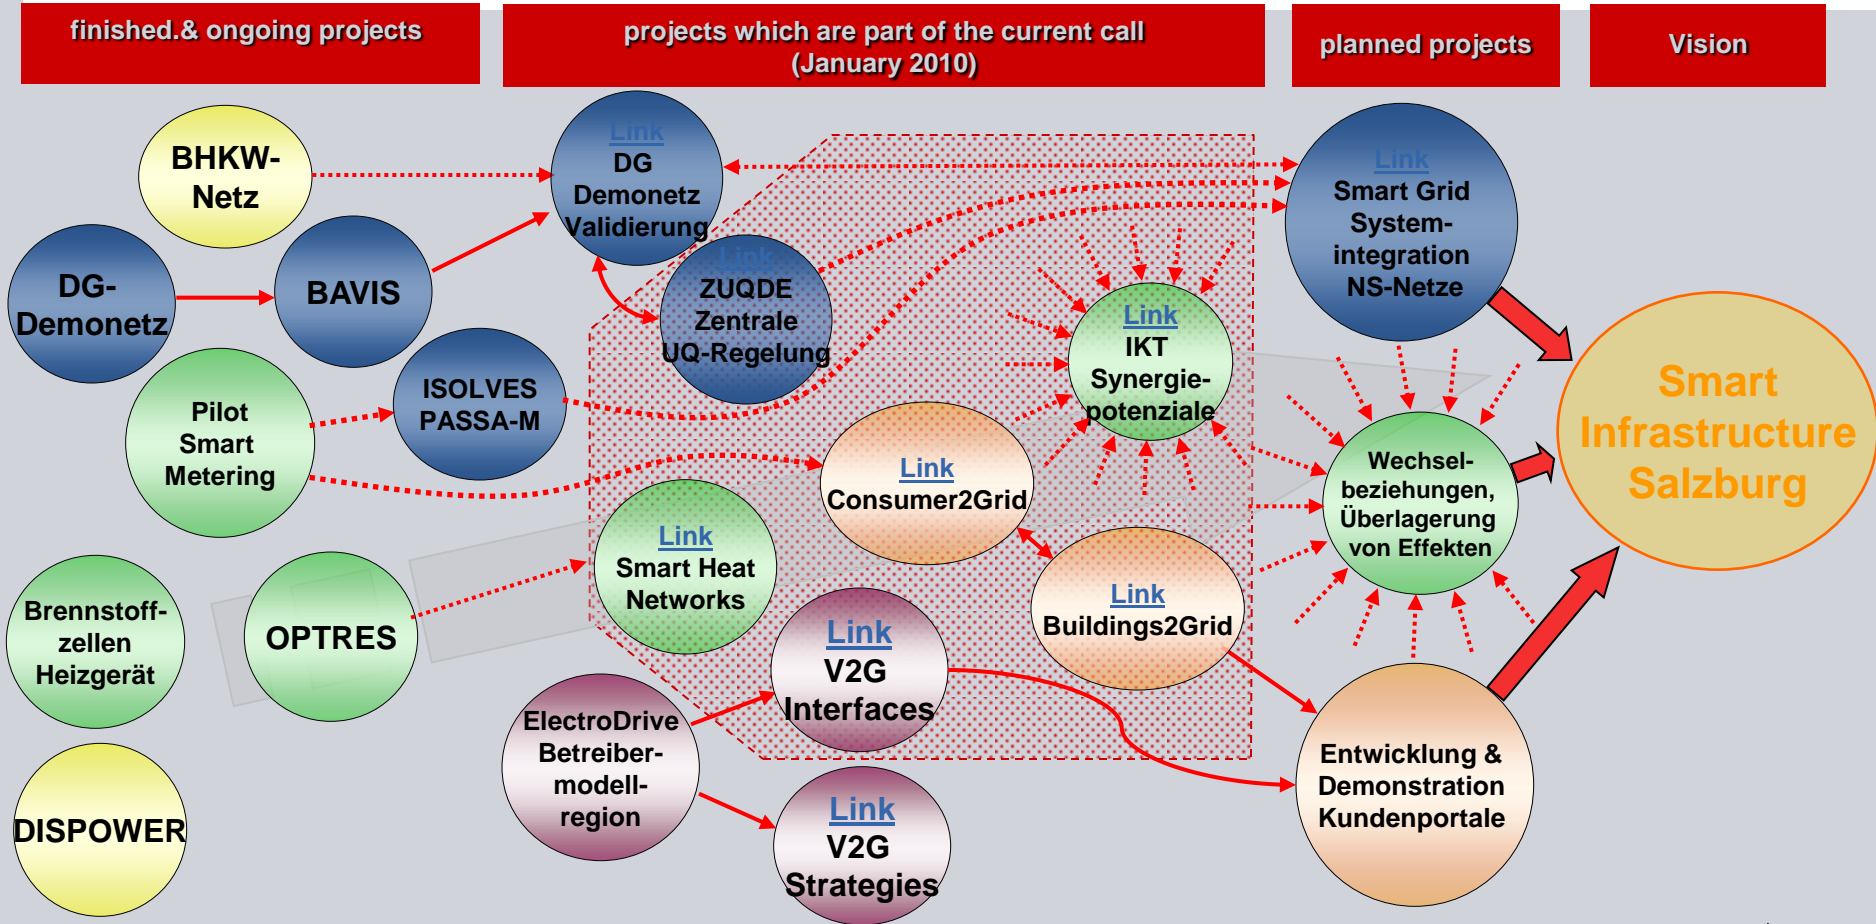 finished.& ongoing projects
projects which are part of the current call
(January 2010)
planned projects
Vision
BHKW-
Netz
DG-
Demonetz
BAVIS
Pilot
Smart
Metering
ISOLVES
PASSA-M
Brennstoff-
zellen
Heizgerät
OPTRES
DISPOWER
Link
DG
Demonetz
Validierung
Link
ZUQDE
Zentrale
UQ-Regelung
Link
IKT
Synergie-
potenziale
Link
Consumer2Grid
Link
Smart Heat
Networks
Link
Buildings2Grid
Link
V2G
Interfaces
ElectroDrive
Betreiber-
modell-
region
Link
V2G
Strategies
Link
Smart Grid
System-
integration
NS-Netze
Wechsel-
beziehungen,
Überlagerung
von Effekten
Entwicklung &
Demonstration
Kundenportale
Smart
Infrastructure
Salzburg